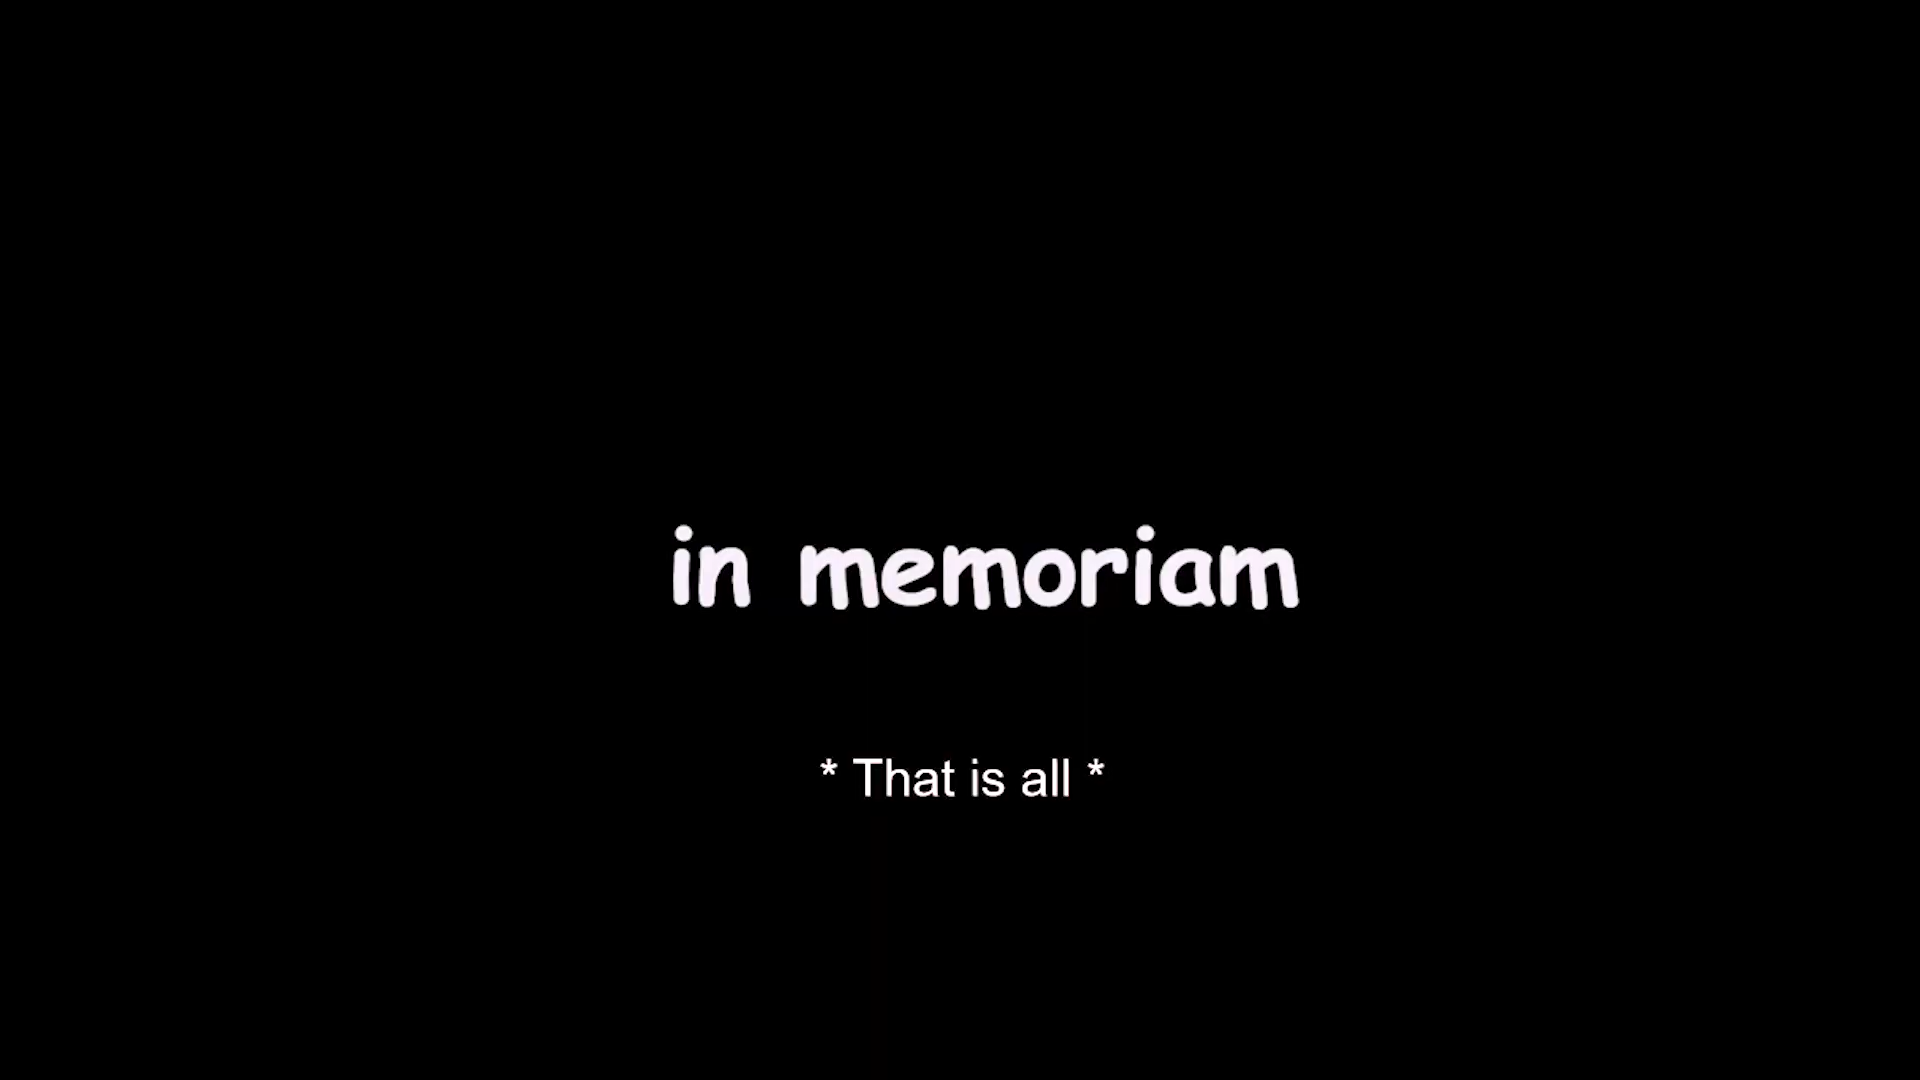 in memoriam
* That is all *